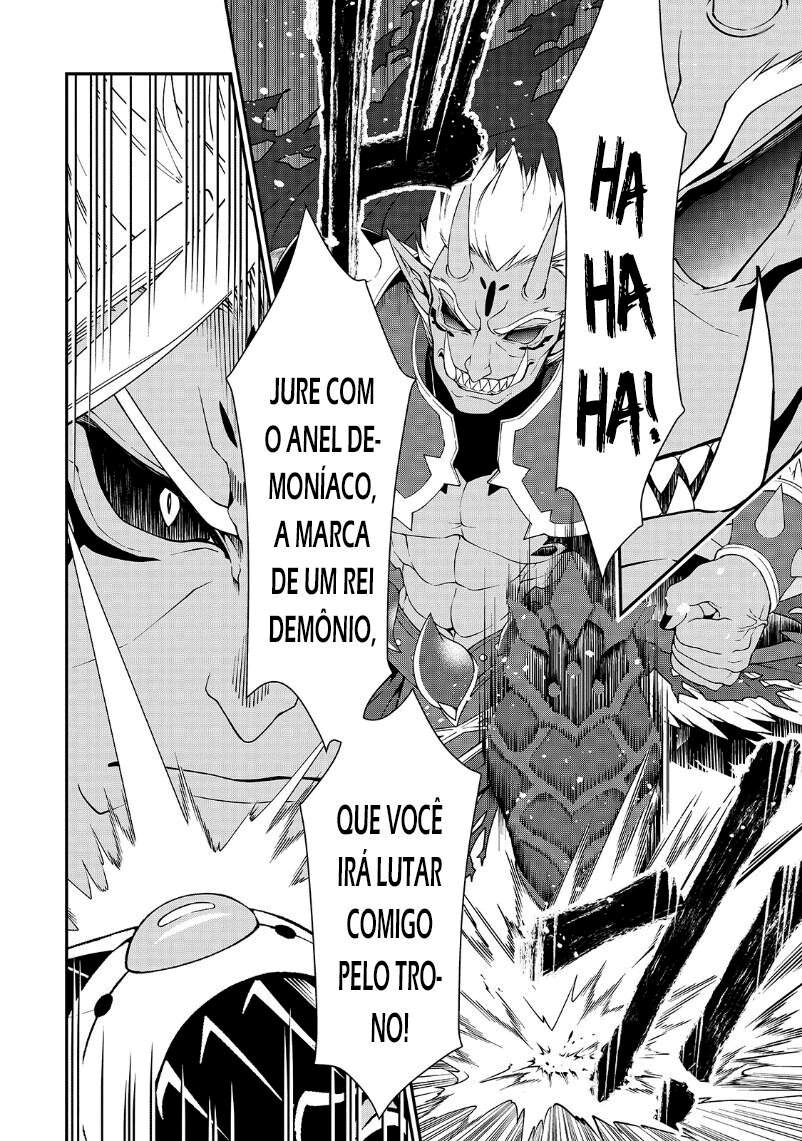 HA
HA
HA!
JURE COM
O ANEL DE-
MONÍACO,
A MARCA
DE UM REI
DEMÔNIO,
QUE VOCÊ
IRÁ LUTAR
COMIGO
PELO TRO-
NO!